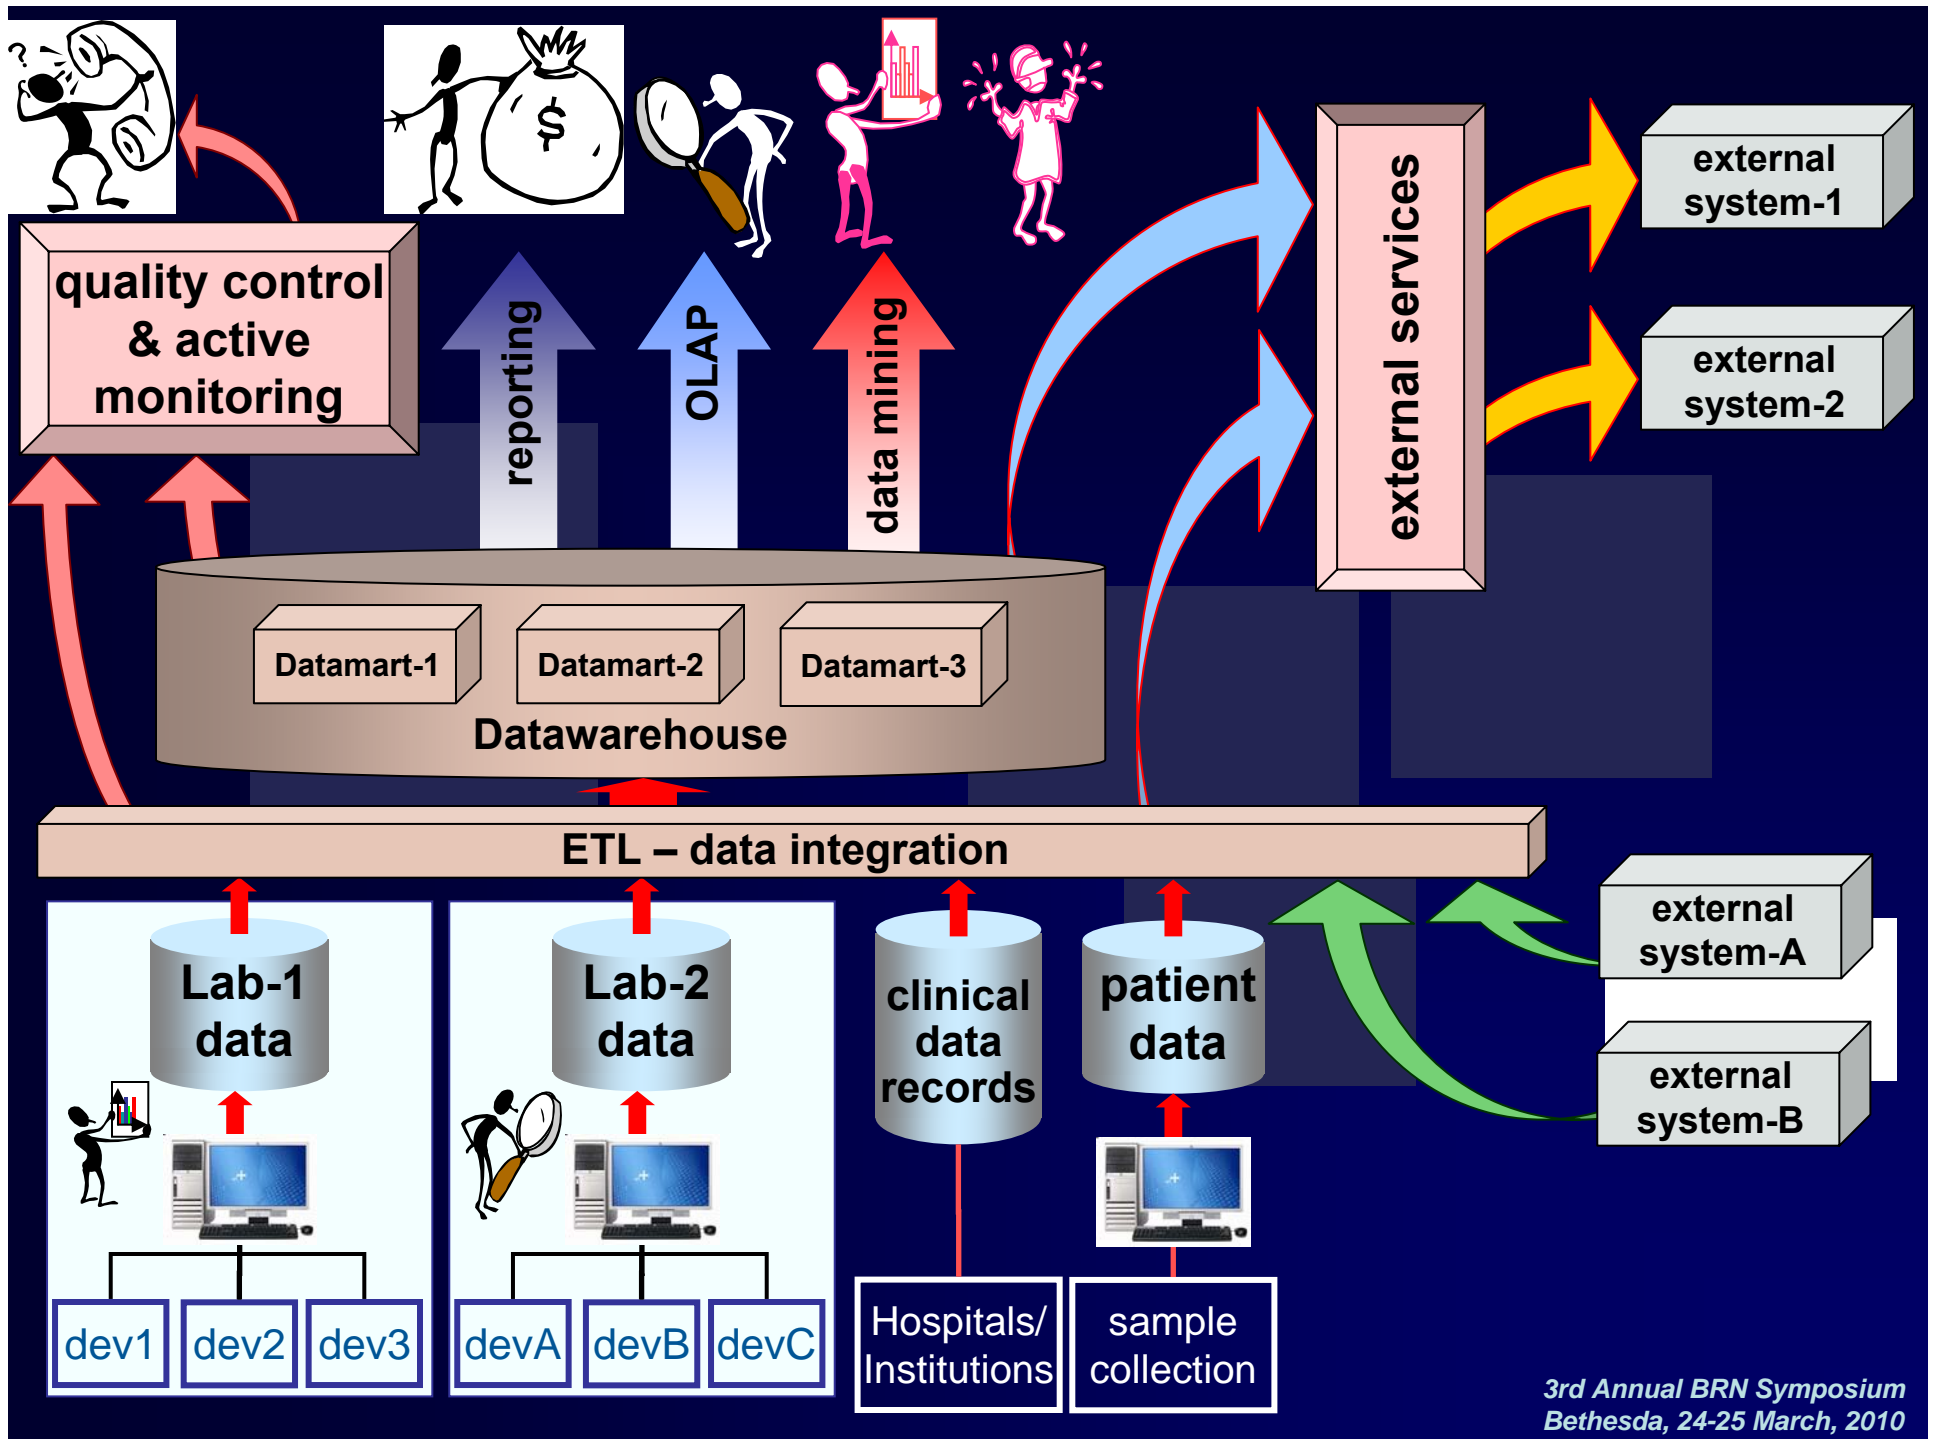 ?
$
quality control
& active
monitoring
reporting
OLAP
data mining
external services
external
system-1
external
system-2
Datamart-1
Datamart-2
Datamart-3
Datawarehouse
ETL – data integration
Lab-1
data
Lab-2
data
clinical
data
records
patient
data
external
system-A
external
system-B
dev1
dev2
dev3
devA
devB
devC
Hospitals/
Institutions
sample
collection
3rd Annual BRN Symposium
Bethesda, 24-25 March, 2010